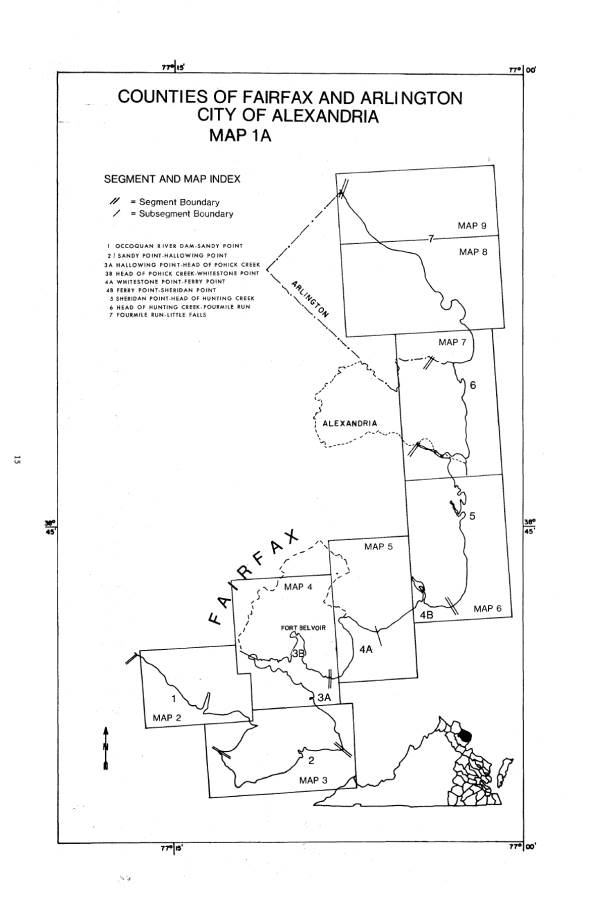 77° 15'
77° 00'
COUNTIES OF FAIRFAX AND ARLINGTON
CITY OF ALEXANDRIA
MAP 1A
SEGMENT AND MAP INDEX
// = Segment Boundary
/ = Subsegment Boundary
1 OCCOQUAN RIVER DAM-SANDY POINT
2 / SANDY POINT-HALLOWING POINT
3A HALLOWING POINT-HEAD OF POHICK CREEK
3B HEAD OF POHICK CREEK-WHITESTONE POINT
4A WHITESTONE POINT-FERRY POINT
4B FERRY POINT-SHERIDAN POINT
5 SHERIDAN POINT-HEAD OF HUNTING CREEK
6 HEAD OF HUNTING CREEK-FOURMILE RUN
7 FOURMILE RUN-LITTLE FALLS
MAP 9
7
MAP 8
ARLINGTON
MAP 7
6
ALEXANDRIA
13
5
38° 45'
38° 45'
FAIRFAX
MAP 5
MAP 4
MAP 6
4B
FORT BELVOIR
3B
4A
1
3A
MAP 2
N
2
MAP 3
77° 15'
77° 00'